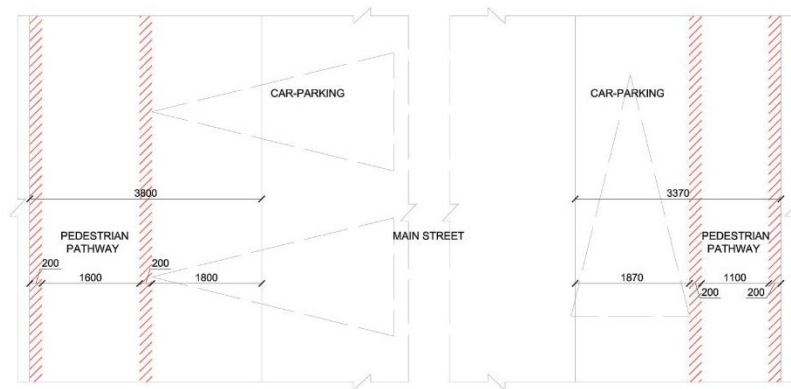 CAR-PARKING
CAR-PARKING
3800
3370
PEDESTRIAN
PATHWAY
MAIN STREET
PEDESTRIAN
PATHWAY
200
1600
200
1800
1870
200
1100
200